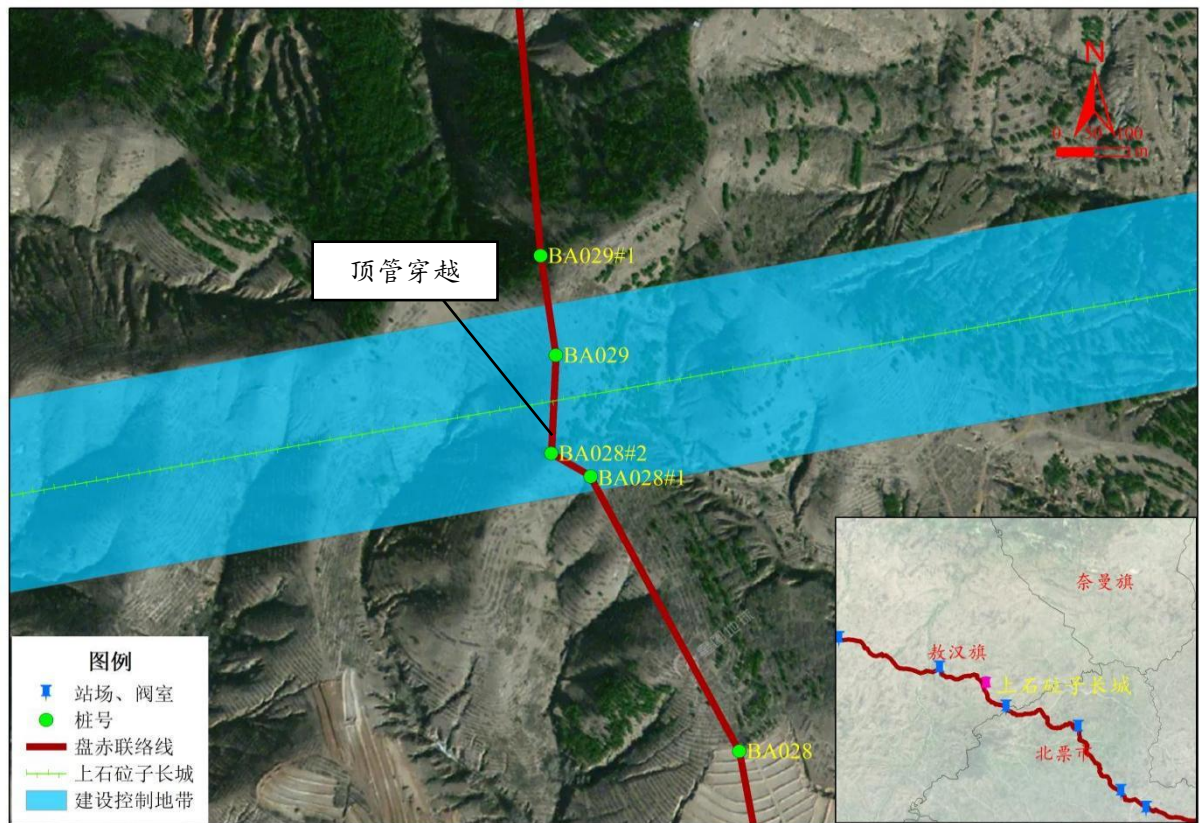 N
0 50 100
m
BA029#1
顶管穿越
BA029
BA028#2
BA028#1
BA028
图例
站场、阀室
桩号
盘赤联络线
上石砬子长城
建设控制地带
奈曼旗
敖汉旗
上石砬子长城
北票市